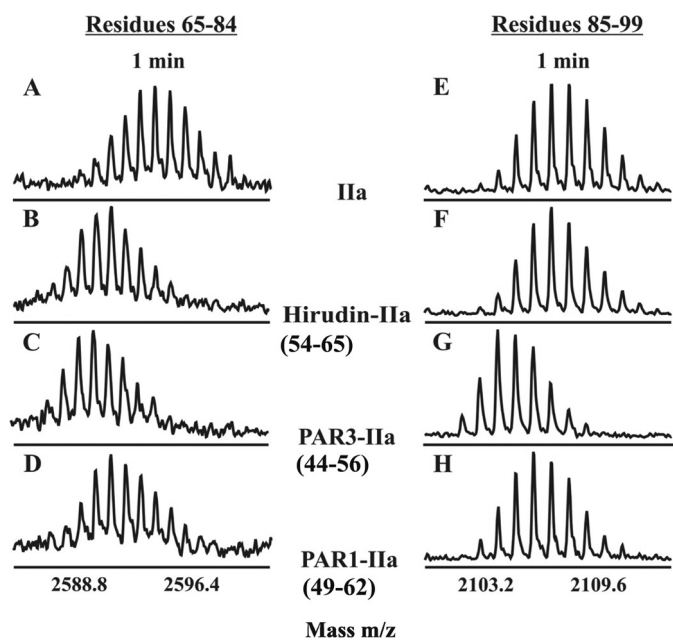 Residues 65-84 Residues 85-99
1 min 1 min
A E
IIa
B F
Hirudin-IIa
(54-65)
C G
PAR3-IIa
(44-56)
D H
PAR1-IIa
(49-62)
2588.8 2596.4 2103.2 2109.6
Mass m/z